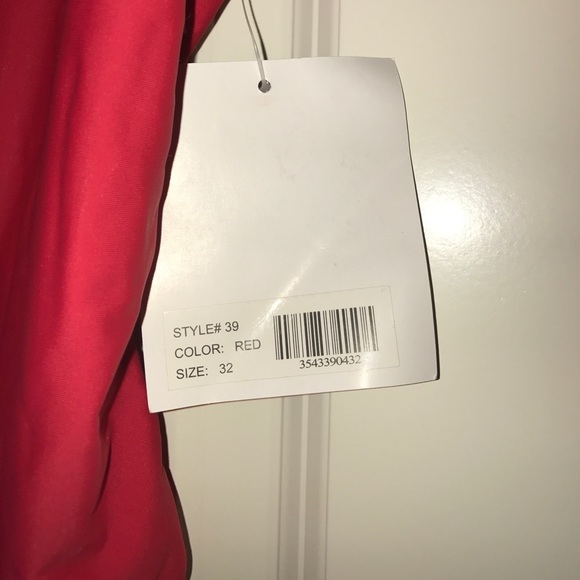 STYLE# 39
COLOR: RED
SIZE: 32
3543390432